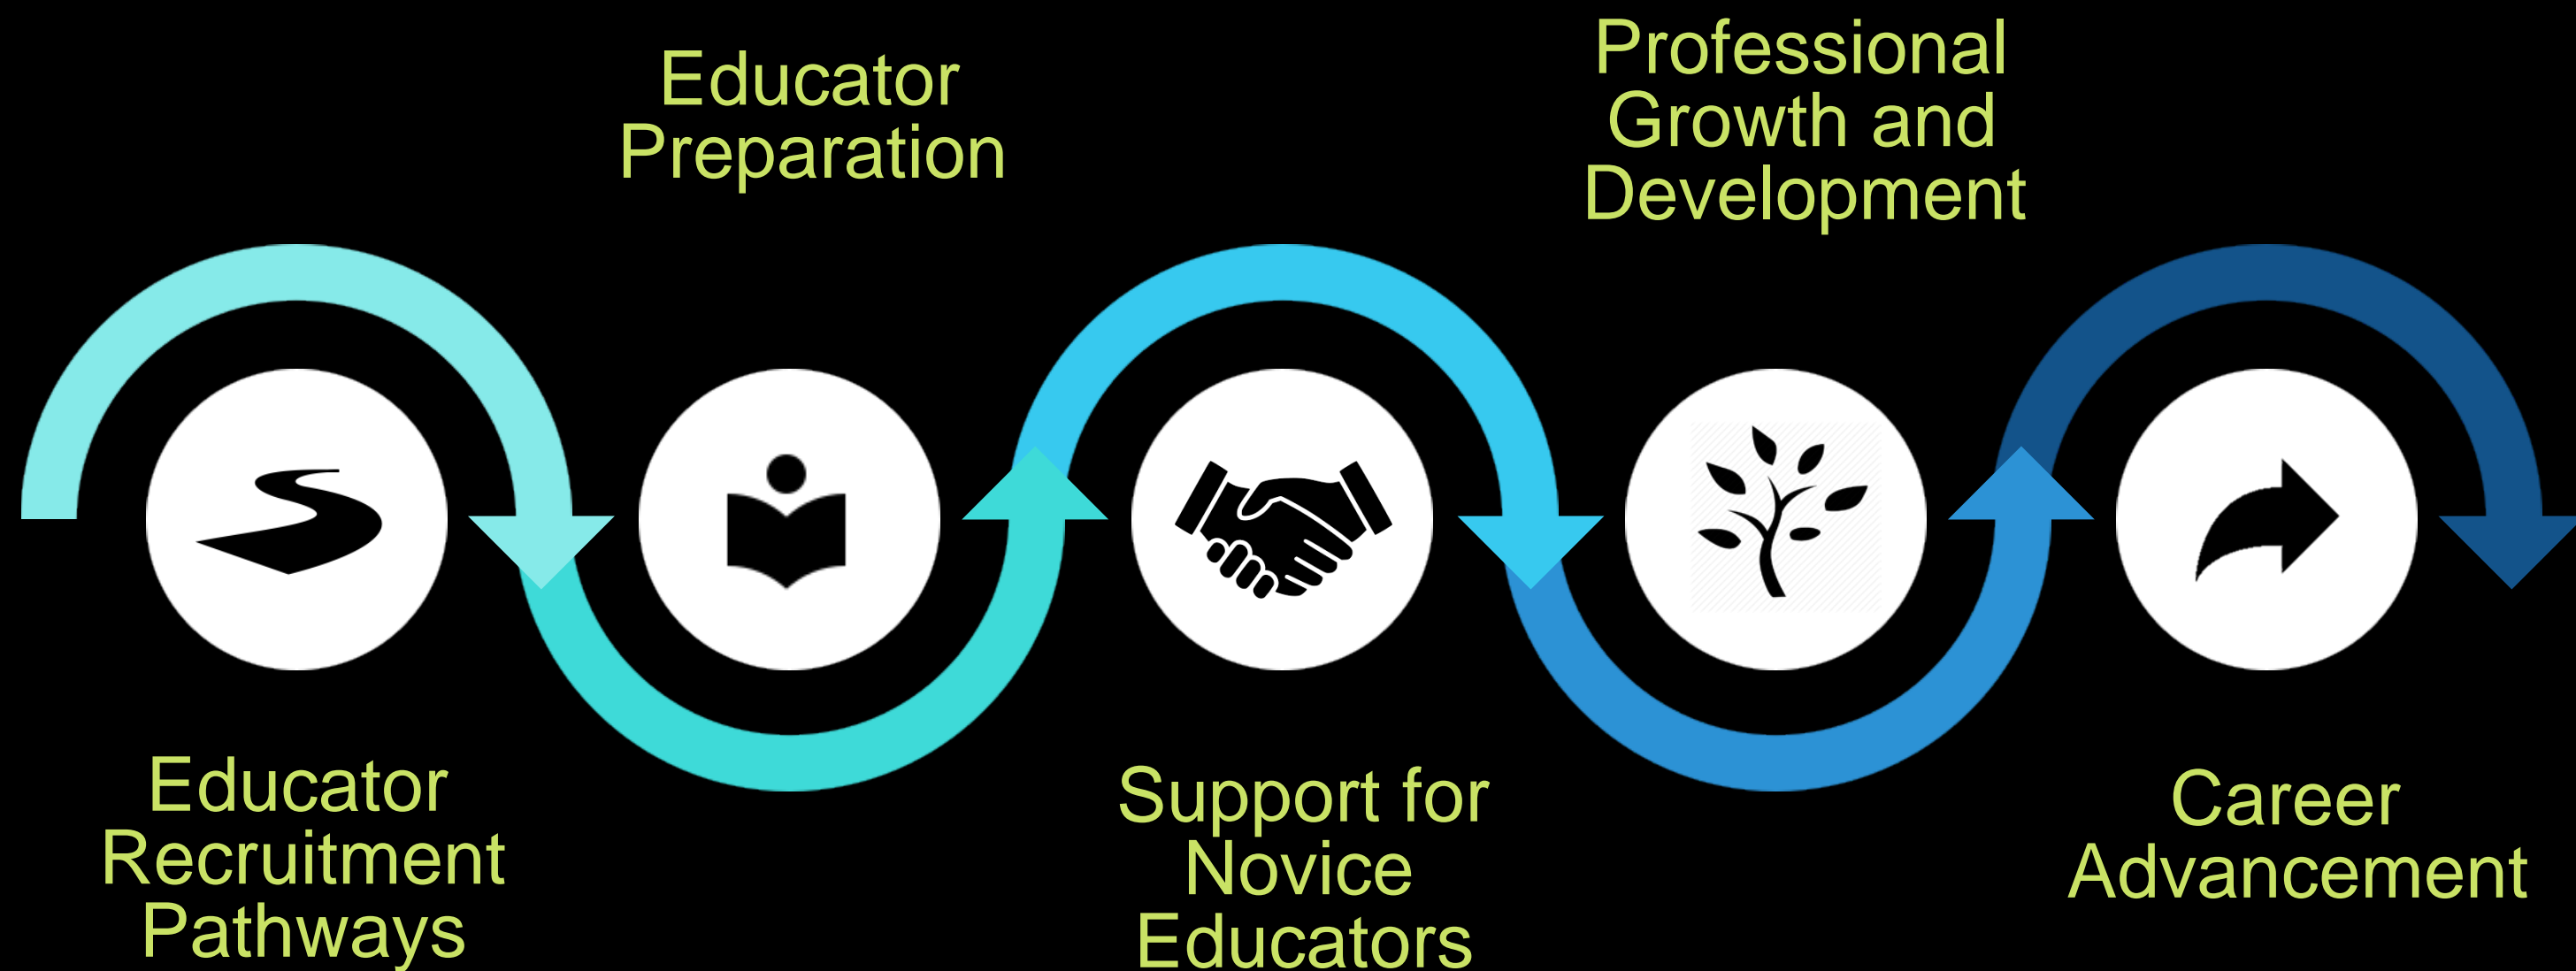 Educator
Recruitment
Pathways
Educator
Preparation
Support for
Novice
Educators
Professional
Growth and
Development
Career
Advancement